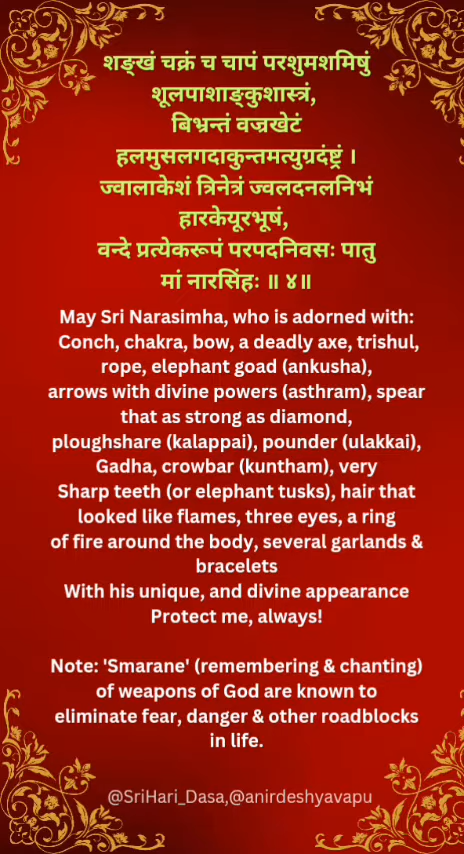 शङ्खं चक्रं च चापं परशुमशमिषुं
शूलपाशाङ्कुशास्त्रं,
बिभ्रन्तं वज्रखेटं
हलमुसलगदाकुन्तमत्युग्रदंष्ट्रं ।
ज्वालाकेशं त्रिनेत्रं ज्वलदनलनिभं
हारकेयूरभूषं,
वन्दे प्रत्येकरूपं परपदनिवसः पातु
मां नारसिंहः ॥ ४॥
May Sri Narasimha, who is adorned with:
Conch, chakra, bow, a deadly axe, trishul,
rope, elephant goad (ankusha),
arrows with divine powers (asthram), spear
that as strong as diamond,
ploughshare (kalappai), pounder (ulakkai),
Gadha, crowbar (kuntham), very
Sharp teeth (or elephant tusks), hair that
looked like flames, three eyes, a ring
of fire around the body, several garlands &
bracelets
With his unique, and divine appearance
Protect me, always!
Note: 'Smarane' (remembering & chanting)
of weapons of God are known to
eliminate fear, danger & other roadblocks
in life.
@SriHari_Dasa,@anirdeshyavapu